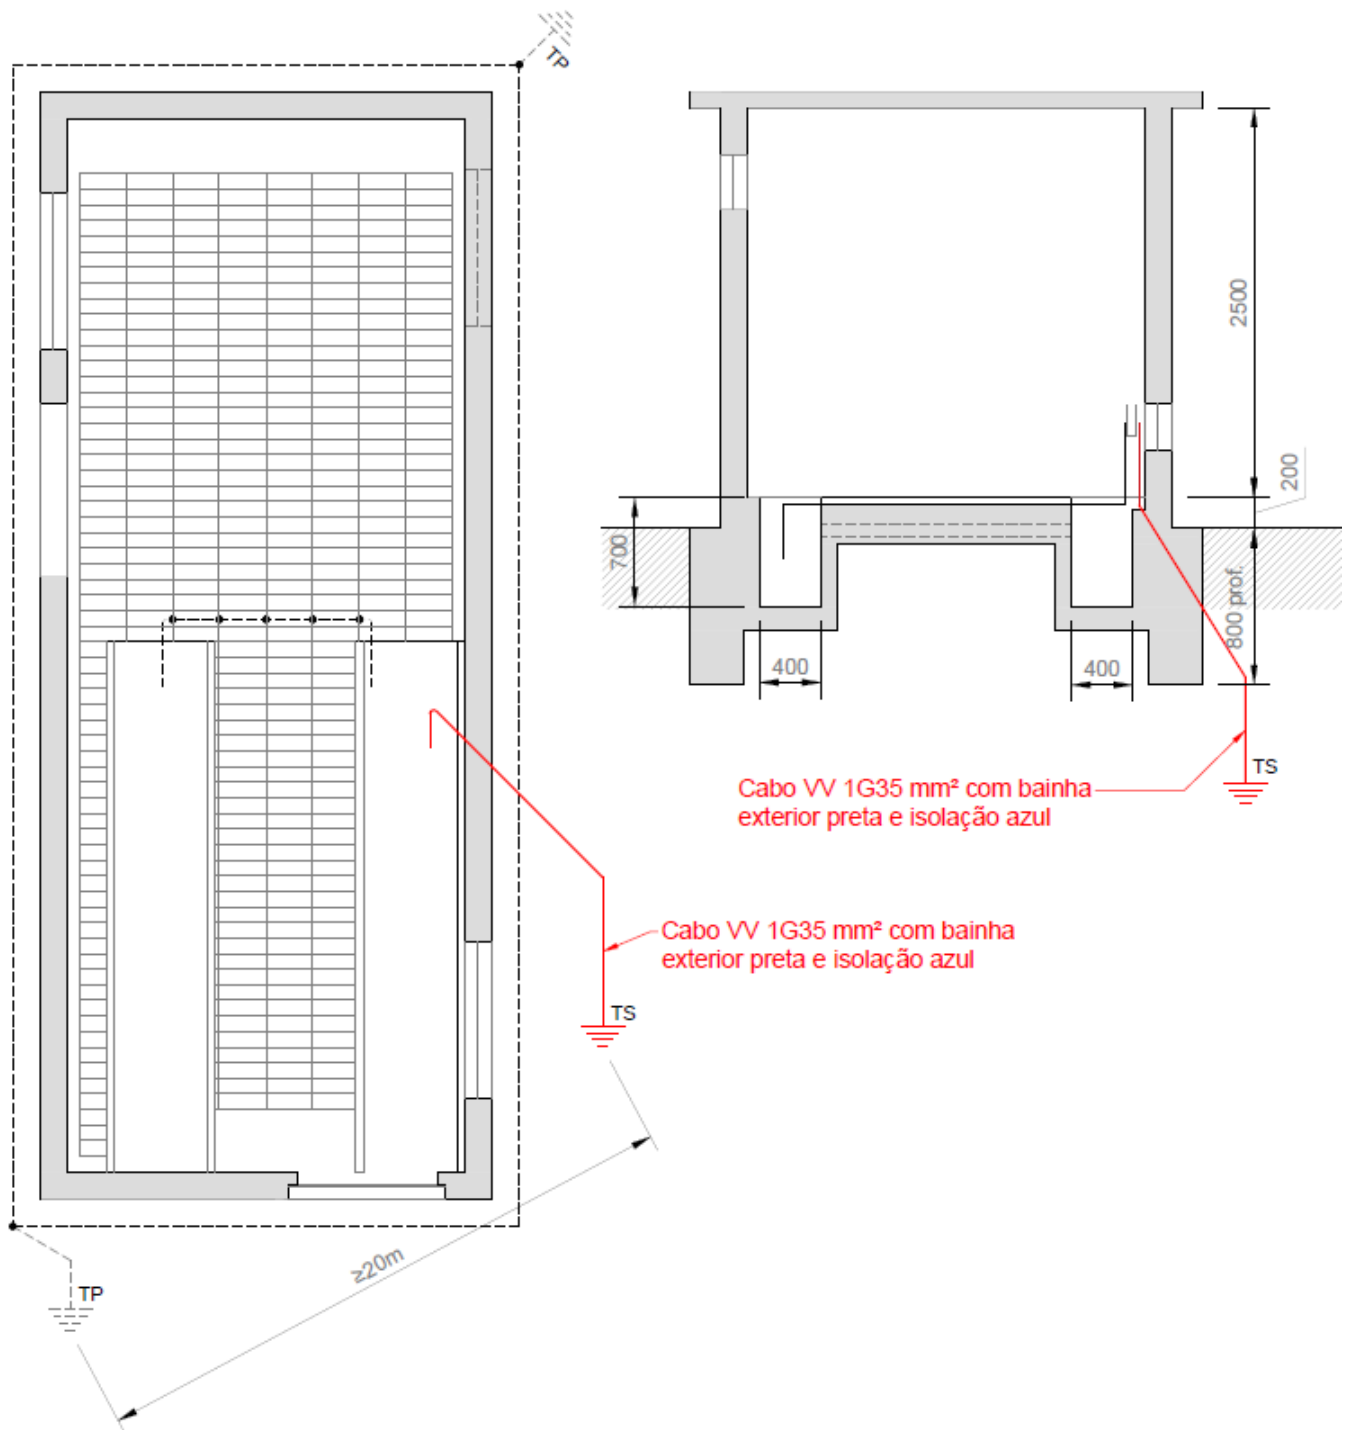 TP
2500
200
700
800 prof.
400
400
TS
Cabo VV 1G35 mm² com bainha
exterior preta e isolação azul
Cabo VV 1G35 mm² com bainha
exterior preta e isolação azul
TS
≥20m
TP